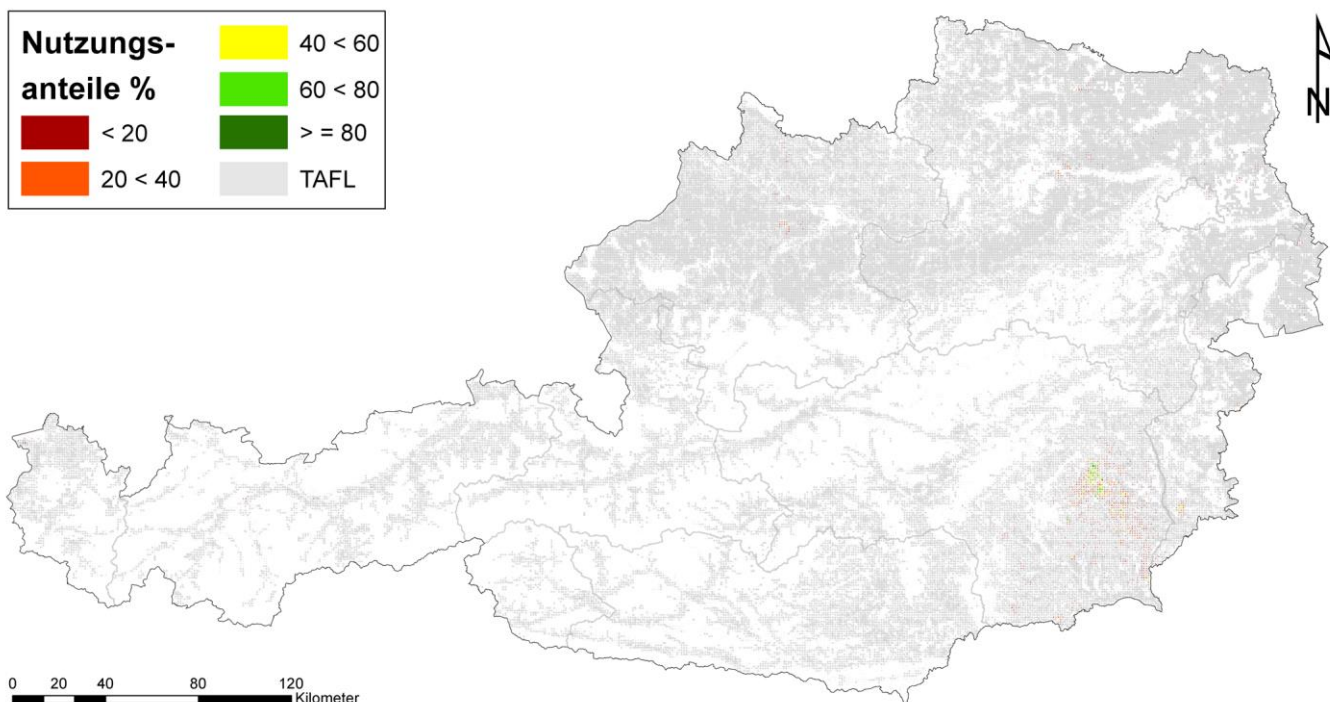 Nutzungs-
anteile %
< 20
20 < 40
40 < 60
60 < 80
> = 80
TAFL
N
0 20 40 80 120
Kilometer